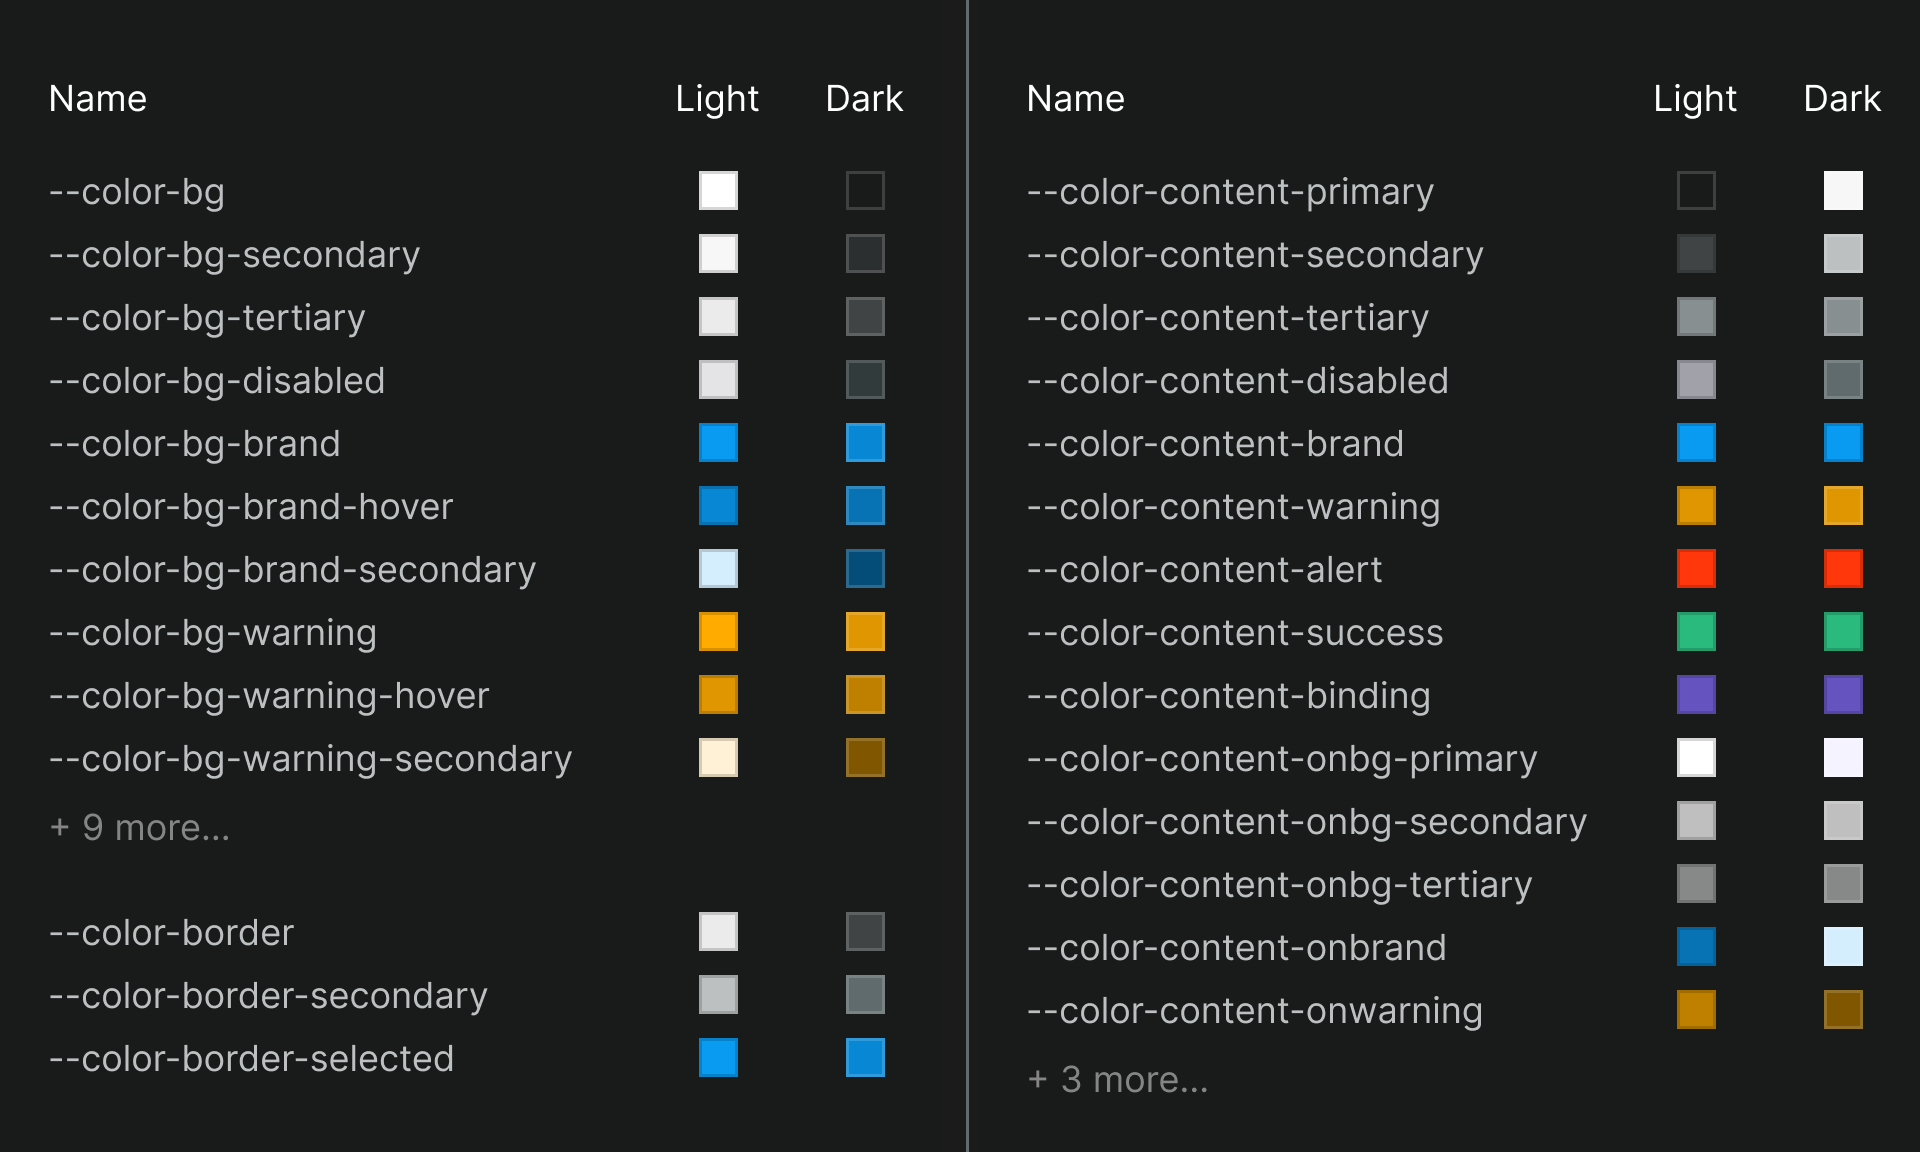 Name Light Dark
--color-bg
--color-bg-secondary
--color-bg-tertiary
--color-bg-disabled
--color-bg-brand
--color-bg-brand-hover
--color-bg-brand-secondary
--color-bg-warning
--color-bg-warning-hover
--color-bg-warning-secondary
+ 9 more...
--color-border
--color-border-secondary
--color-border-selected
Name Light Dark
--color-content-primary
--color-content-secondary
--color-content-tertiary
--color-content-disabled
--color-content-brand
--color-content-warning
--color-content-alert
--color-content-success
--color-content-binding
--color-content-onbg-primary
--color-content-onbg-secondary
--color-content-onbg-tertiary
--color-content-onbrand
--color-content-onwarning
+ 3 more...